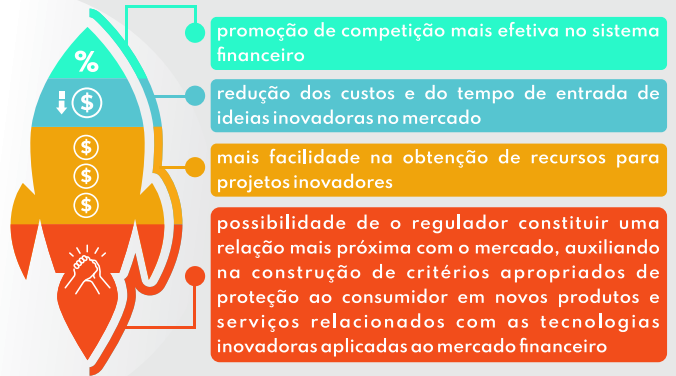 %
$
$
$
$
promoção de competição mais efetiva no sistema
financeiro
redução dos custos e do tempo de entrada de
ideias inovadoras no mercado
mais facilidade na obtenção de recursos para
projetos inovadores
possibilidade de o regulador constituir uma
relação mais próxima com o mercado, auxiliando
na construção de critérios apropriados de
proteção ao consumidor em novos produtos e
serviços relacionados com as tecnologias
inovadoras aplicadas ao mercado financeiro